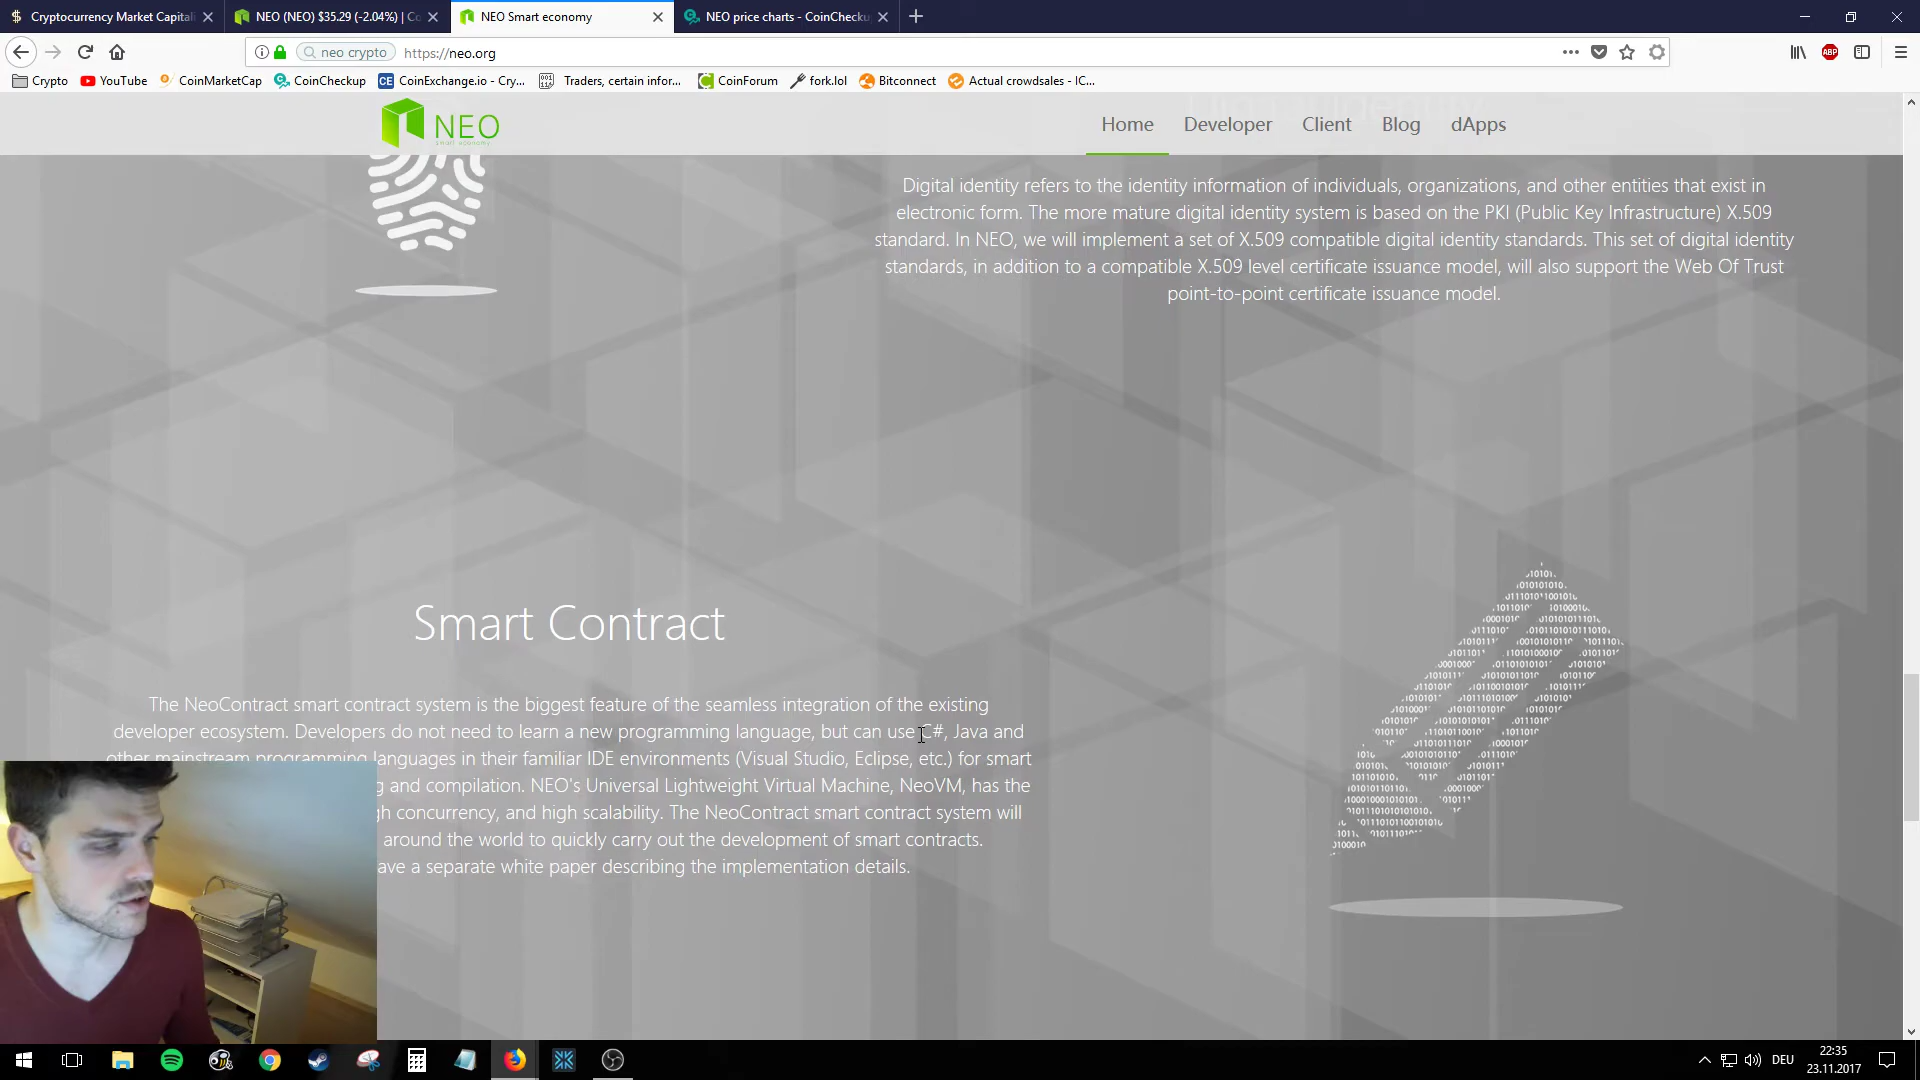 Cryptocurrency Market Capitali
NEO (NEO) $35.29 (-2.04%) | Co
NEO Smart economy
NEO price charts - CoinChecku
neo crypto
https://neo.org
Crypto
YouTube
CoinMarketCap
CoinCheckup
CoinExchange.io - Cry...
Traders, certain infor...
CoinForum
fork.lol
Bitconnect
Actual crowdsales - IC...
NEO
smart economy
Home
Developer
Client
Blog
dApps
Digital identity refers to the identity information of individuals, organizations, and other entities that exist in
electronic form. The more mature digital identity system is based on the PKI (Public Key Infrastructure) X.509
standard. In NEO, we will implement a set of X.509 compatible digital identity standards. This set of digital identity
standards, in addition to a compatible X.509 level certificate issuance model, will also support the Web Of Trust
point-to-point certificate issuance model.
Smart Contract
The NeoContract smart contract system is the biggest feature of the seamless integration of the existing
developer ecosystem. Developers do not need to learn a new programming language, but can use C#, Java and
other mainstream programming languages in their familiar IDE environments (Visual Studio, Eclipse, etc.) for smart
g and compilation. NEO's Universal Lightweight Virtual Machine, NeoVM, has the
gh concurrency, and high scalability. The NeoContract smart contract system will
around the world to quickly carry out the development of smart contracts.
ave a separate white paper describing the implementation details.
DEU
22:35
23.11.2017